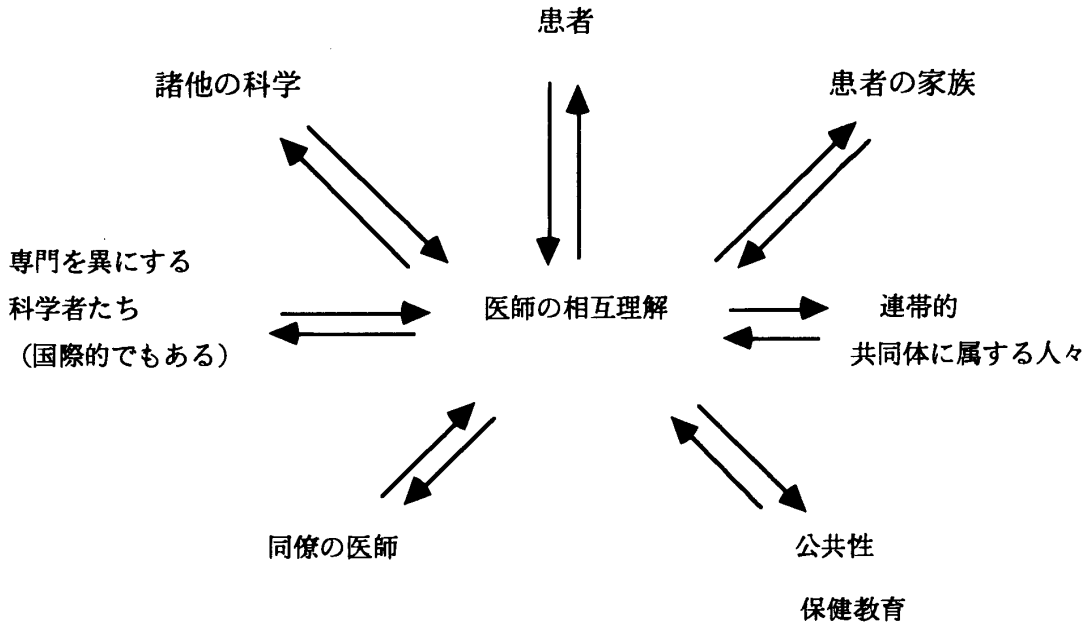 患者
諸他の科学
患者の家族
専門を異にする
科学者たち
(国際的でもある)
医師の相互理解
連帯的
共同体に属する人々
同僚の医師
公共性
保健教育